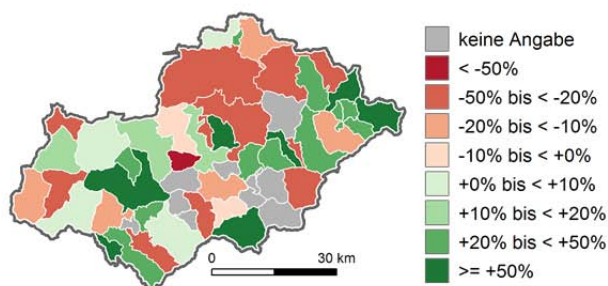 keine Angabe
< -50%
-50% bis < -20%
-20% bis < -10%
-10% bis < +0%
+0% bis < +10%
+10% bis < +20%
+20% bis < +50%
>= +50%
0 30 km